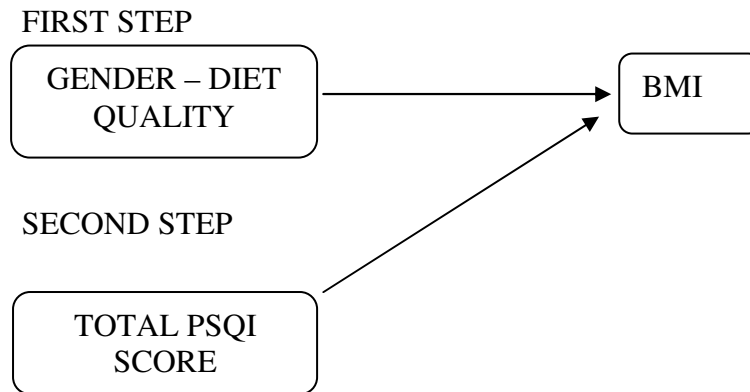 FIRST STEP
GENDER – DIET
QUALITY
BMI
SECOND STEP
TOTAL PSQI
SCORE